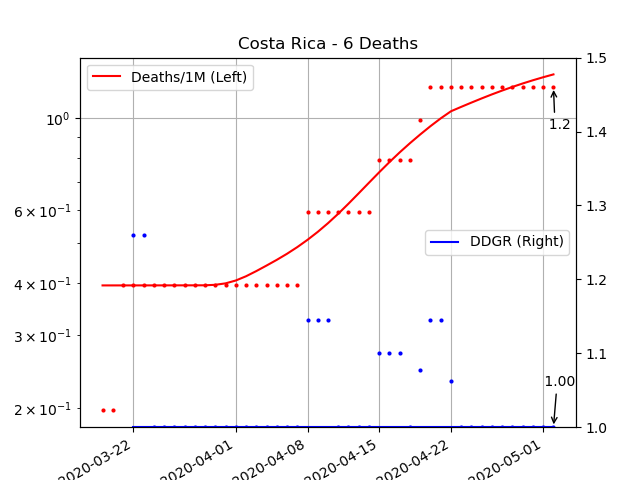 Costa Rica - 6 Deaths
Deaths/1M (Left)
DDGR (Right)
10⁰
6 × 10⁻¹
4 × 10⁻¹
3 × 10⁻¹
2 × 10⁻¹
1.5
1.4
1.3
1.2
1.1
1.0
1.2
1.00
2020-03-22
2020-04-01
2020-04-08
2020-04-15
2020-04-22
2020-05-01